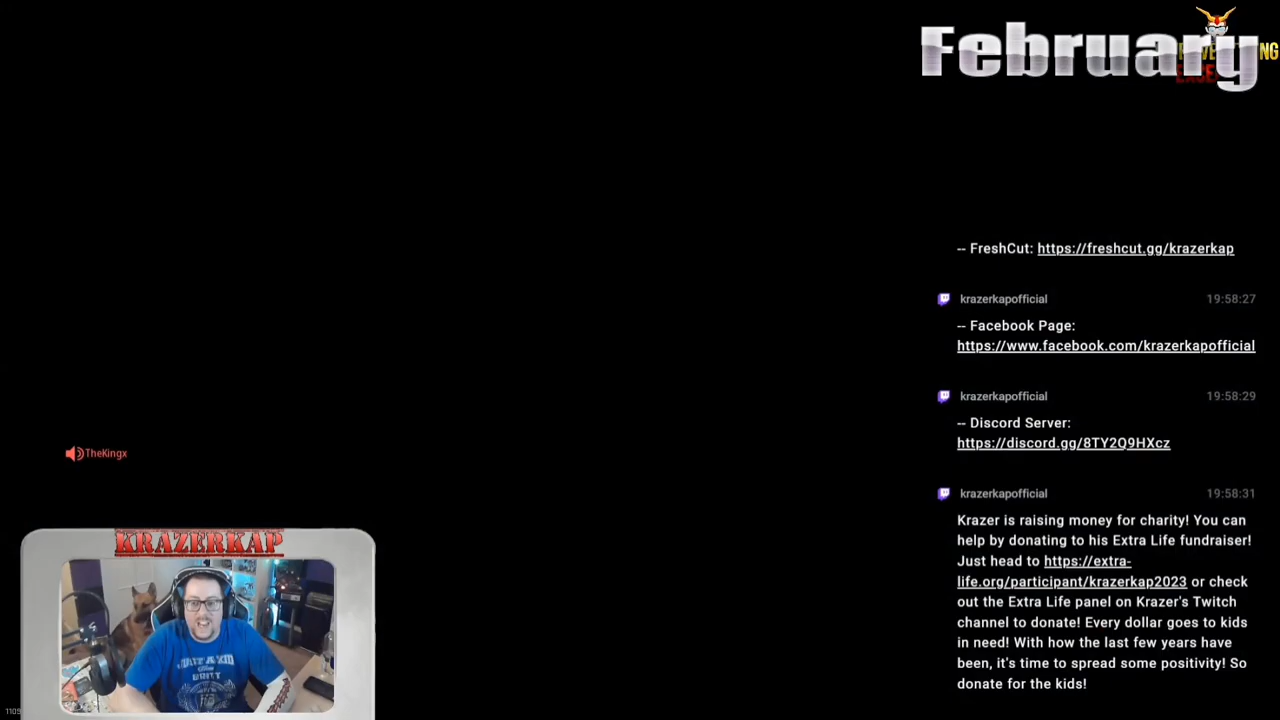 February
-- FreshCut: https://freshcut.gg/krazerkap
krazerkapofficial 19:58:27
-- Facebook Page:
https://www.facebook.com/krazerkapofficial
krazerkapofficial 19:58:29
-- Discord Server:
https://discord.gg/8TY2Q9HXcz
krazerkapofficial 19:58:31
Krazer is raising money for charity! You can
help by donating to his Extra Life fundraiser!
Just head to https://extra-
life.org/participant/krazerkap2023 or check
out the Extra Life panel on Krazer's Twitch
channel to donate! Every dollar goes to kids
in need! With how the last few years have
been, it's time to spread some positivity! So
donate for the kids!
TheKingx
KRAZERKAP
JUST A KID